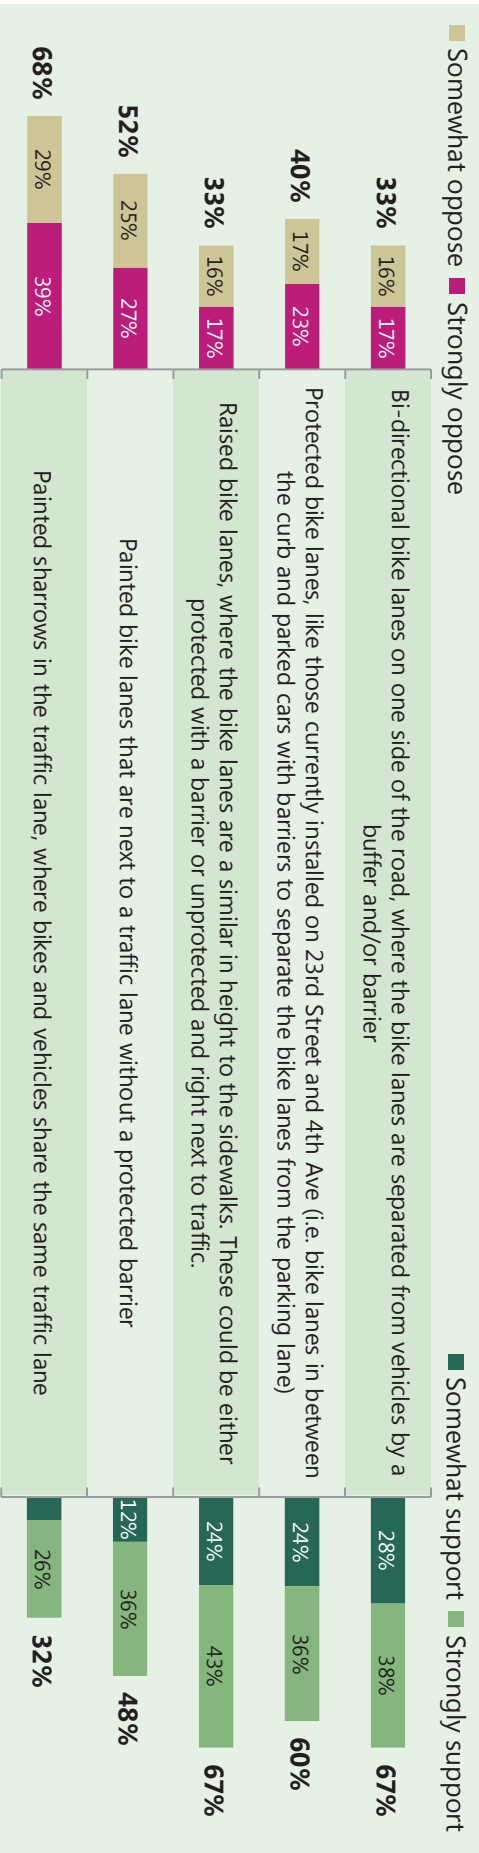 Somewhat oppose Strongly oppose Somewhat support Strongly support
33% 16% 17% Bi-directional bike lanes on one side of the road, where the bike lanes are separated from vehicles by a
buffer and/or barrier
28% 38% 67%
40% 17% 23% Protected bike lanes, like those currently installed on 23rd Street and 4th Ave (i.e. bike lanes in between
the curb and parked cars with barriers to separate the bike lanes from the parking lane)
24% 36% 60%
33% 16% 17% Raised bike lanes, where the bike lanes are a similar in height to the sidewalks. These could be either
protected with a barrier or unprotected and right next to traffic.
24% 43% 67%
52% 25% 27% Painted bike lanes that are next to a traffic lane without a protected barrier 12% 36% 48%
68% 29% 39% Painted sharrows in the traffic lane, where bikes and vehicles share the same traffic lane 26% 32%